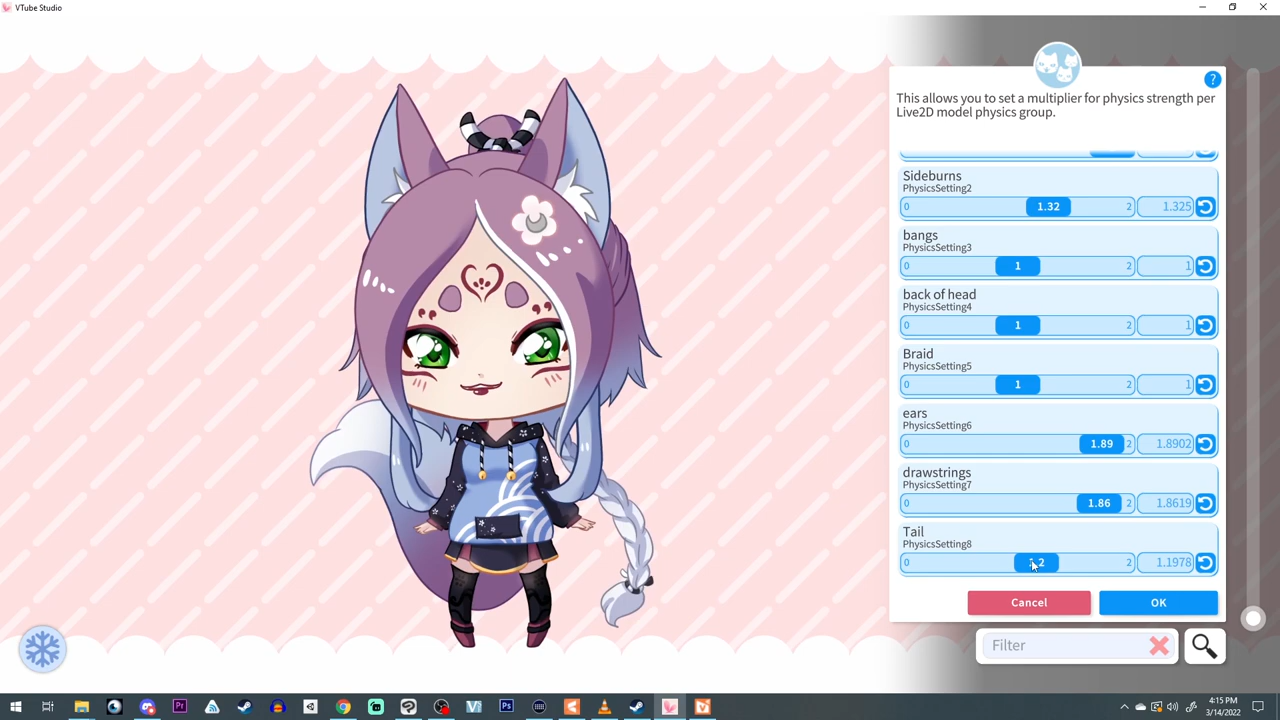 VTube Studio
?
This allows you to set a multiplier for physics strength per
Live2D model physics group.
Sideburns
PhysicsSetting2
0 1.32 2 1.325
bangs
PhysicsSetting3
0 1 2 1
back of head
PhysicsSetting4
0 1 2 1
Braid
PhysicsSetting5
0 1 2 1
ears
PhysicsSetting6
0 1.89 2 1.8902
drawstrings
PhysicsSetting7
0 1.86 2 1.8619
Tail
PhysicsSetting8
0 2 1.1978
Cancel OK
Filter
Pr Ps
4:15 PM
3/14/2022